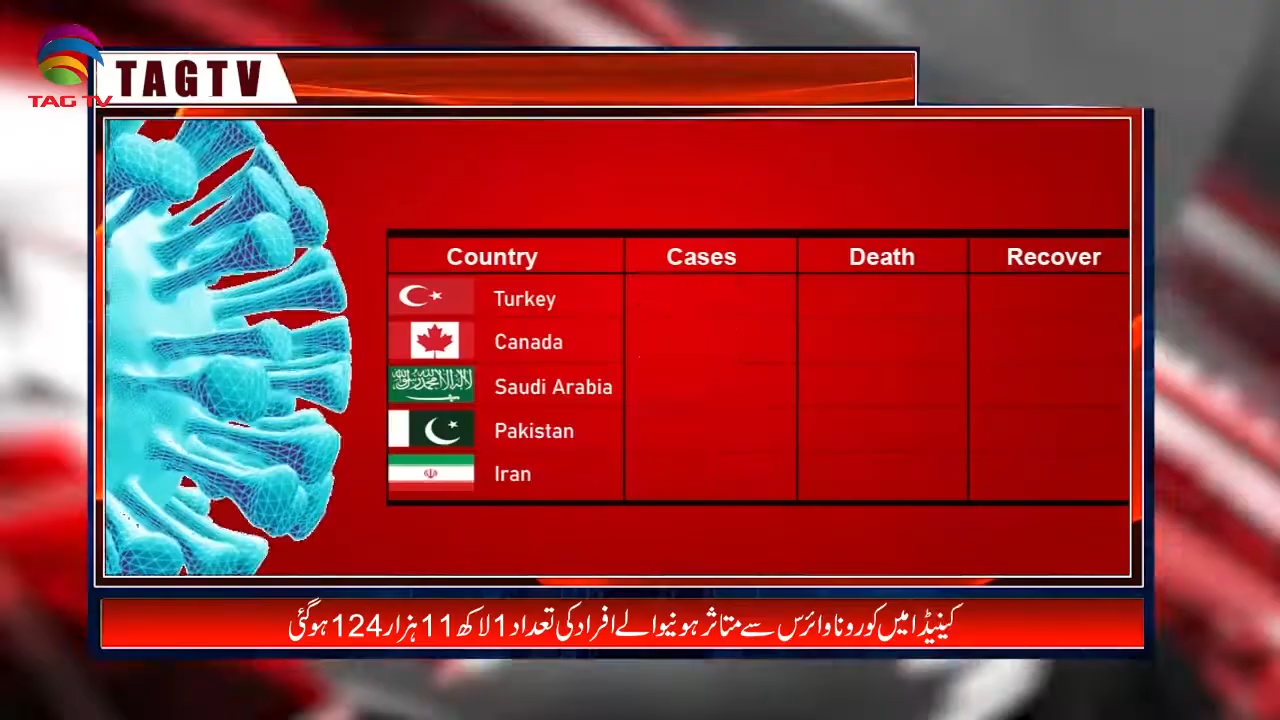 TAGTV
TAG TV
Country Cases Death Recover
Turkey
Canada
Saudi Arabia
Pakistan
Iran
کینیڈا میں کورونا وائرس سے متاثر ہونیوالے افراد کی تعداد 1 لاکھ 11 ہزار 124 ہوگئی